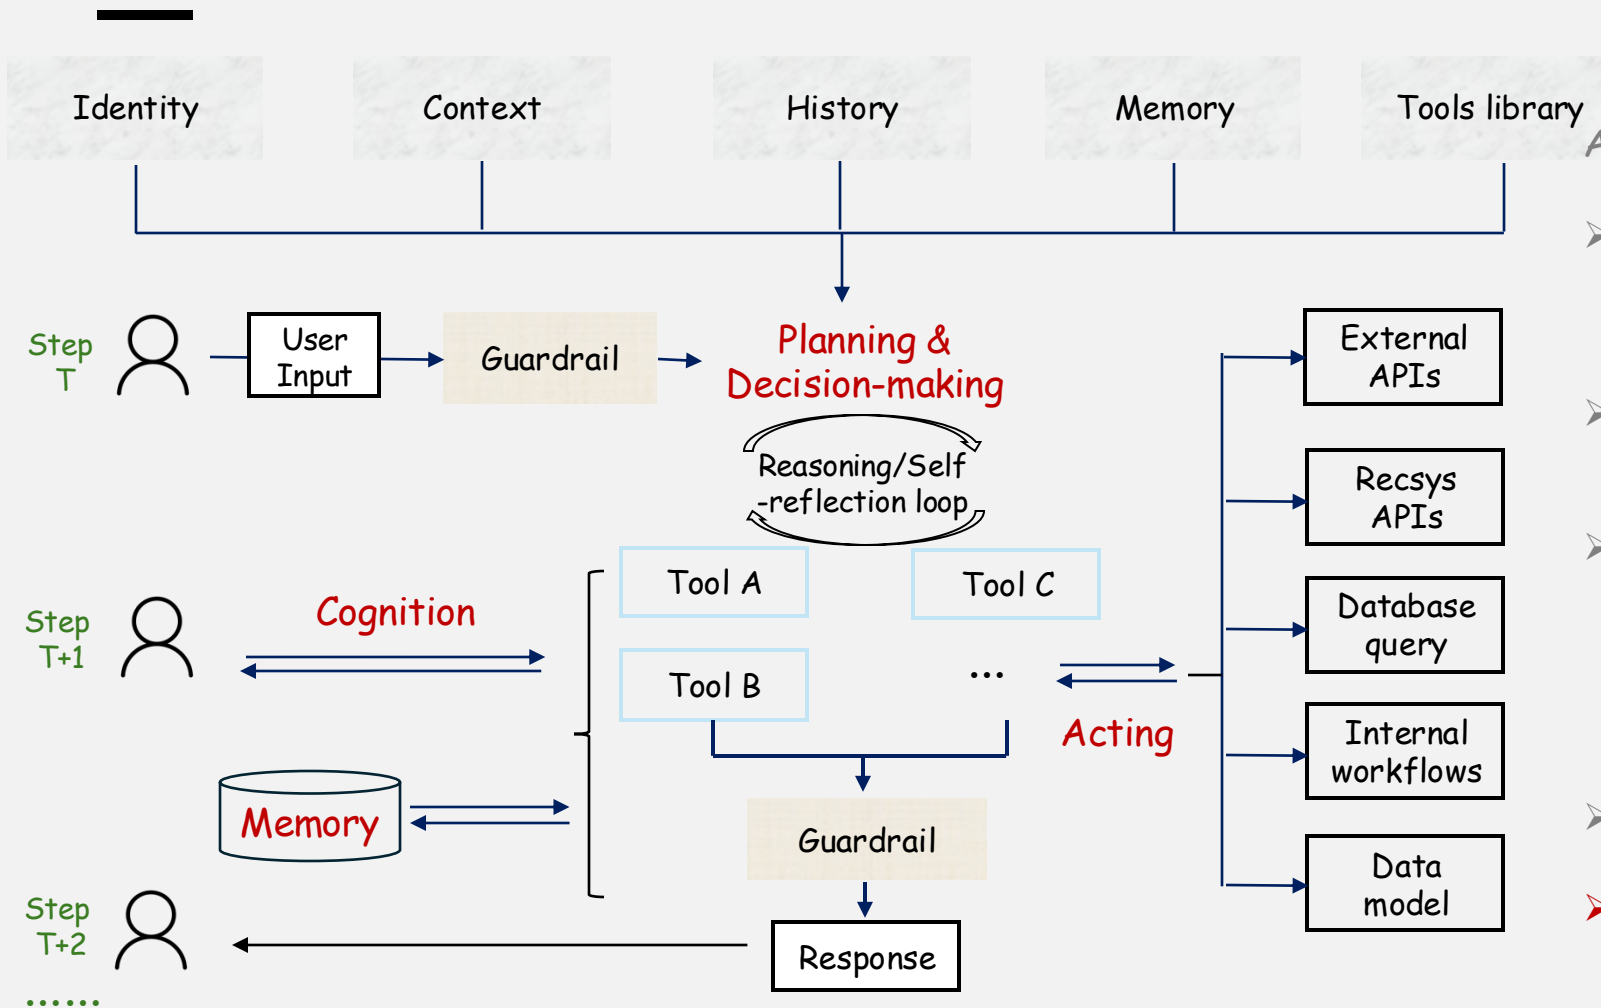 Identity
Context
History
Memory
Tools library
Step
T
User
Input
Guardrail
Planning &
Decision-making
Reasoning/Self
-reflection loop
External
APIs
Recsys
APIs
Database
query
Internal
workflows
Data
model
Step
T+1
Cognition
Tool A
Tool C
Tool B
...
Acting
Memory
Guardrail
Step
T+2
Response
......